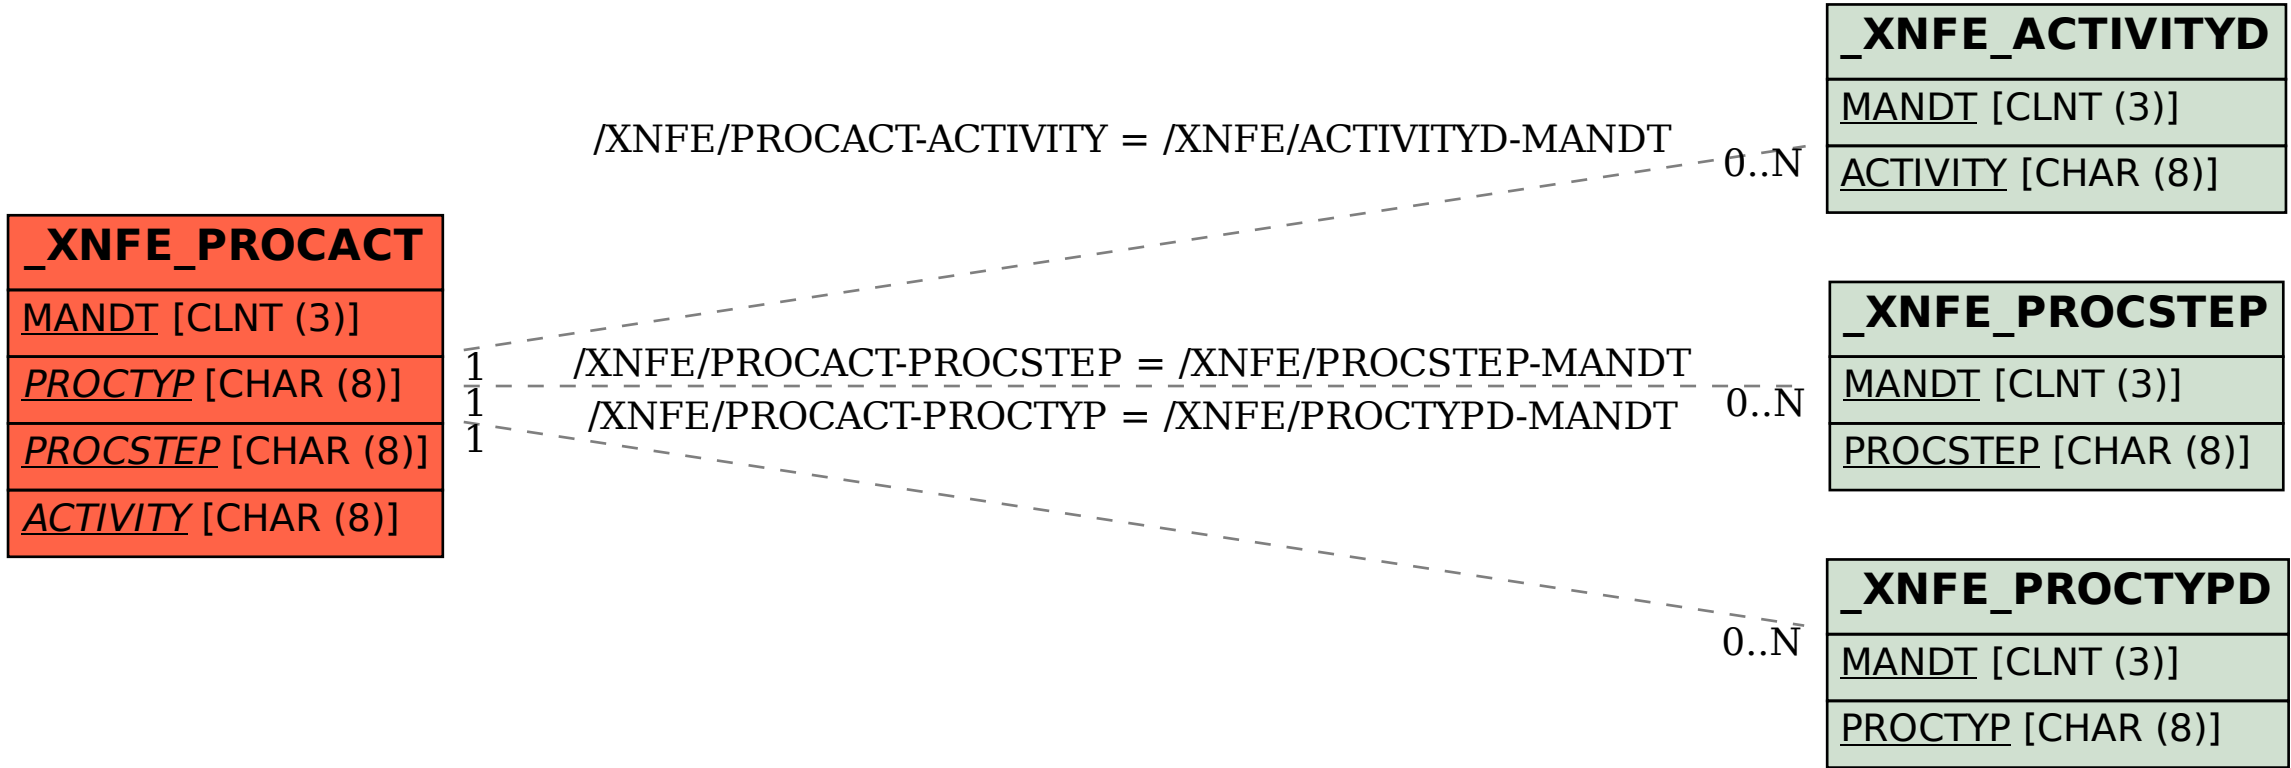 _XNFE_PROCACT
MANDT [CLNT (3)]
PROCTYP [CHAR (8)]
PROCSTEP [CHAR (8)]
ACTIVITY [CHAR (8)]
/XNFE/PROCACT-ACTIVITY = /XNFE/ACTIVITYD-MANDT
0..N
1
/XNFE/PROCACT-PROCSTEP = /XNFE/PROCSTEP-MANDT
0..N
1
/XNFE/PROCACT-PROCTYP = /XNFE/PROCTYPD-MANDT
1
0..N
_XNFE_ACTIVITYD
MANDT [CLNT (3)]
ACTIVITY [CHAR (8)]
_XNFE_PROCSTEP
MANDT [CLNT (3)]
PROCSTEP [CHAR (8)]
_XNFE_PROCTYPD
MANDT [CLNT (3)]
PROCTYP [CHAR (8)]